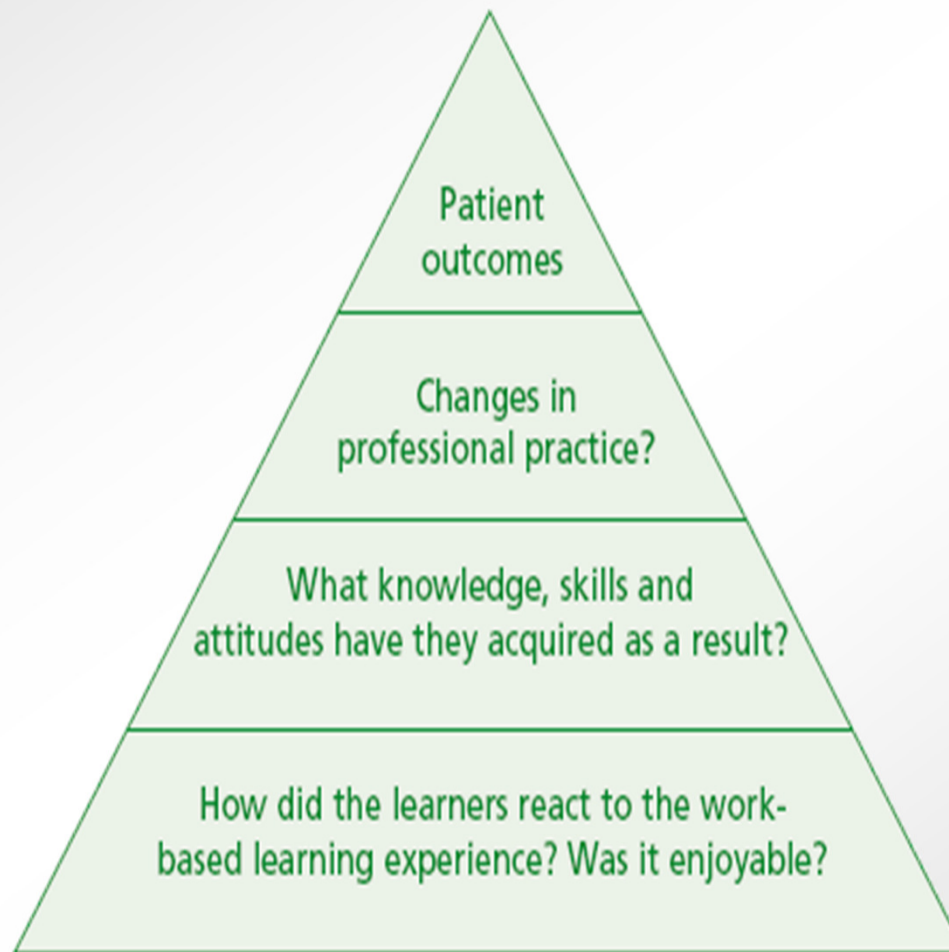 Patient
outcomes
Changes in
professional practice?
What knowledge, skills and
attitudes have they acquired as a result?
How did the learners react to the work-
based learning experience? Was it enjoyable?